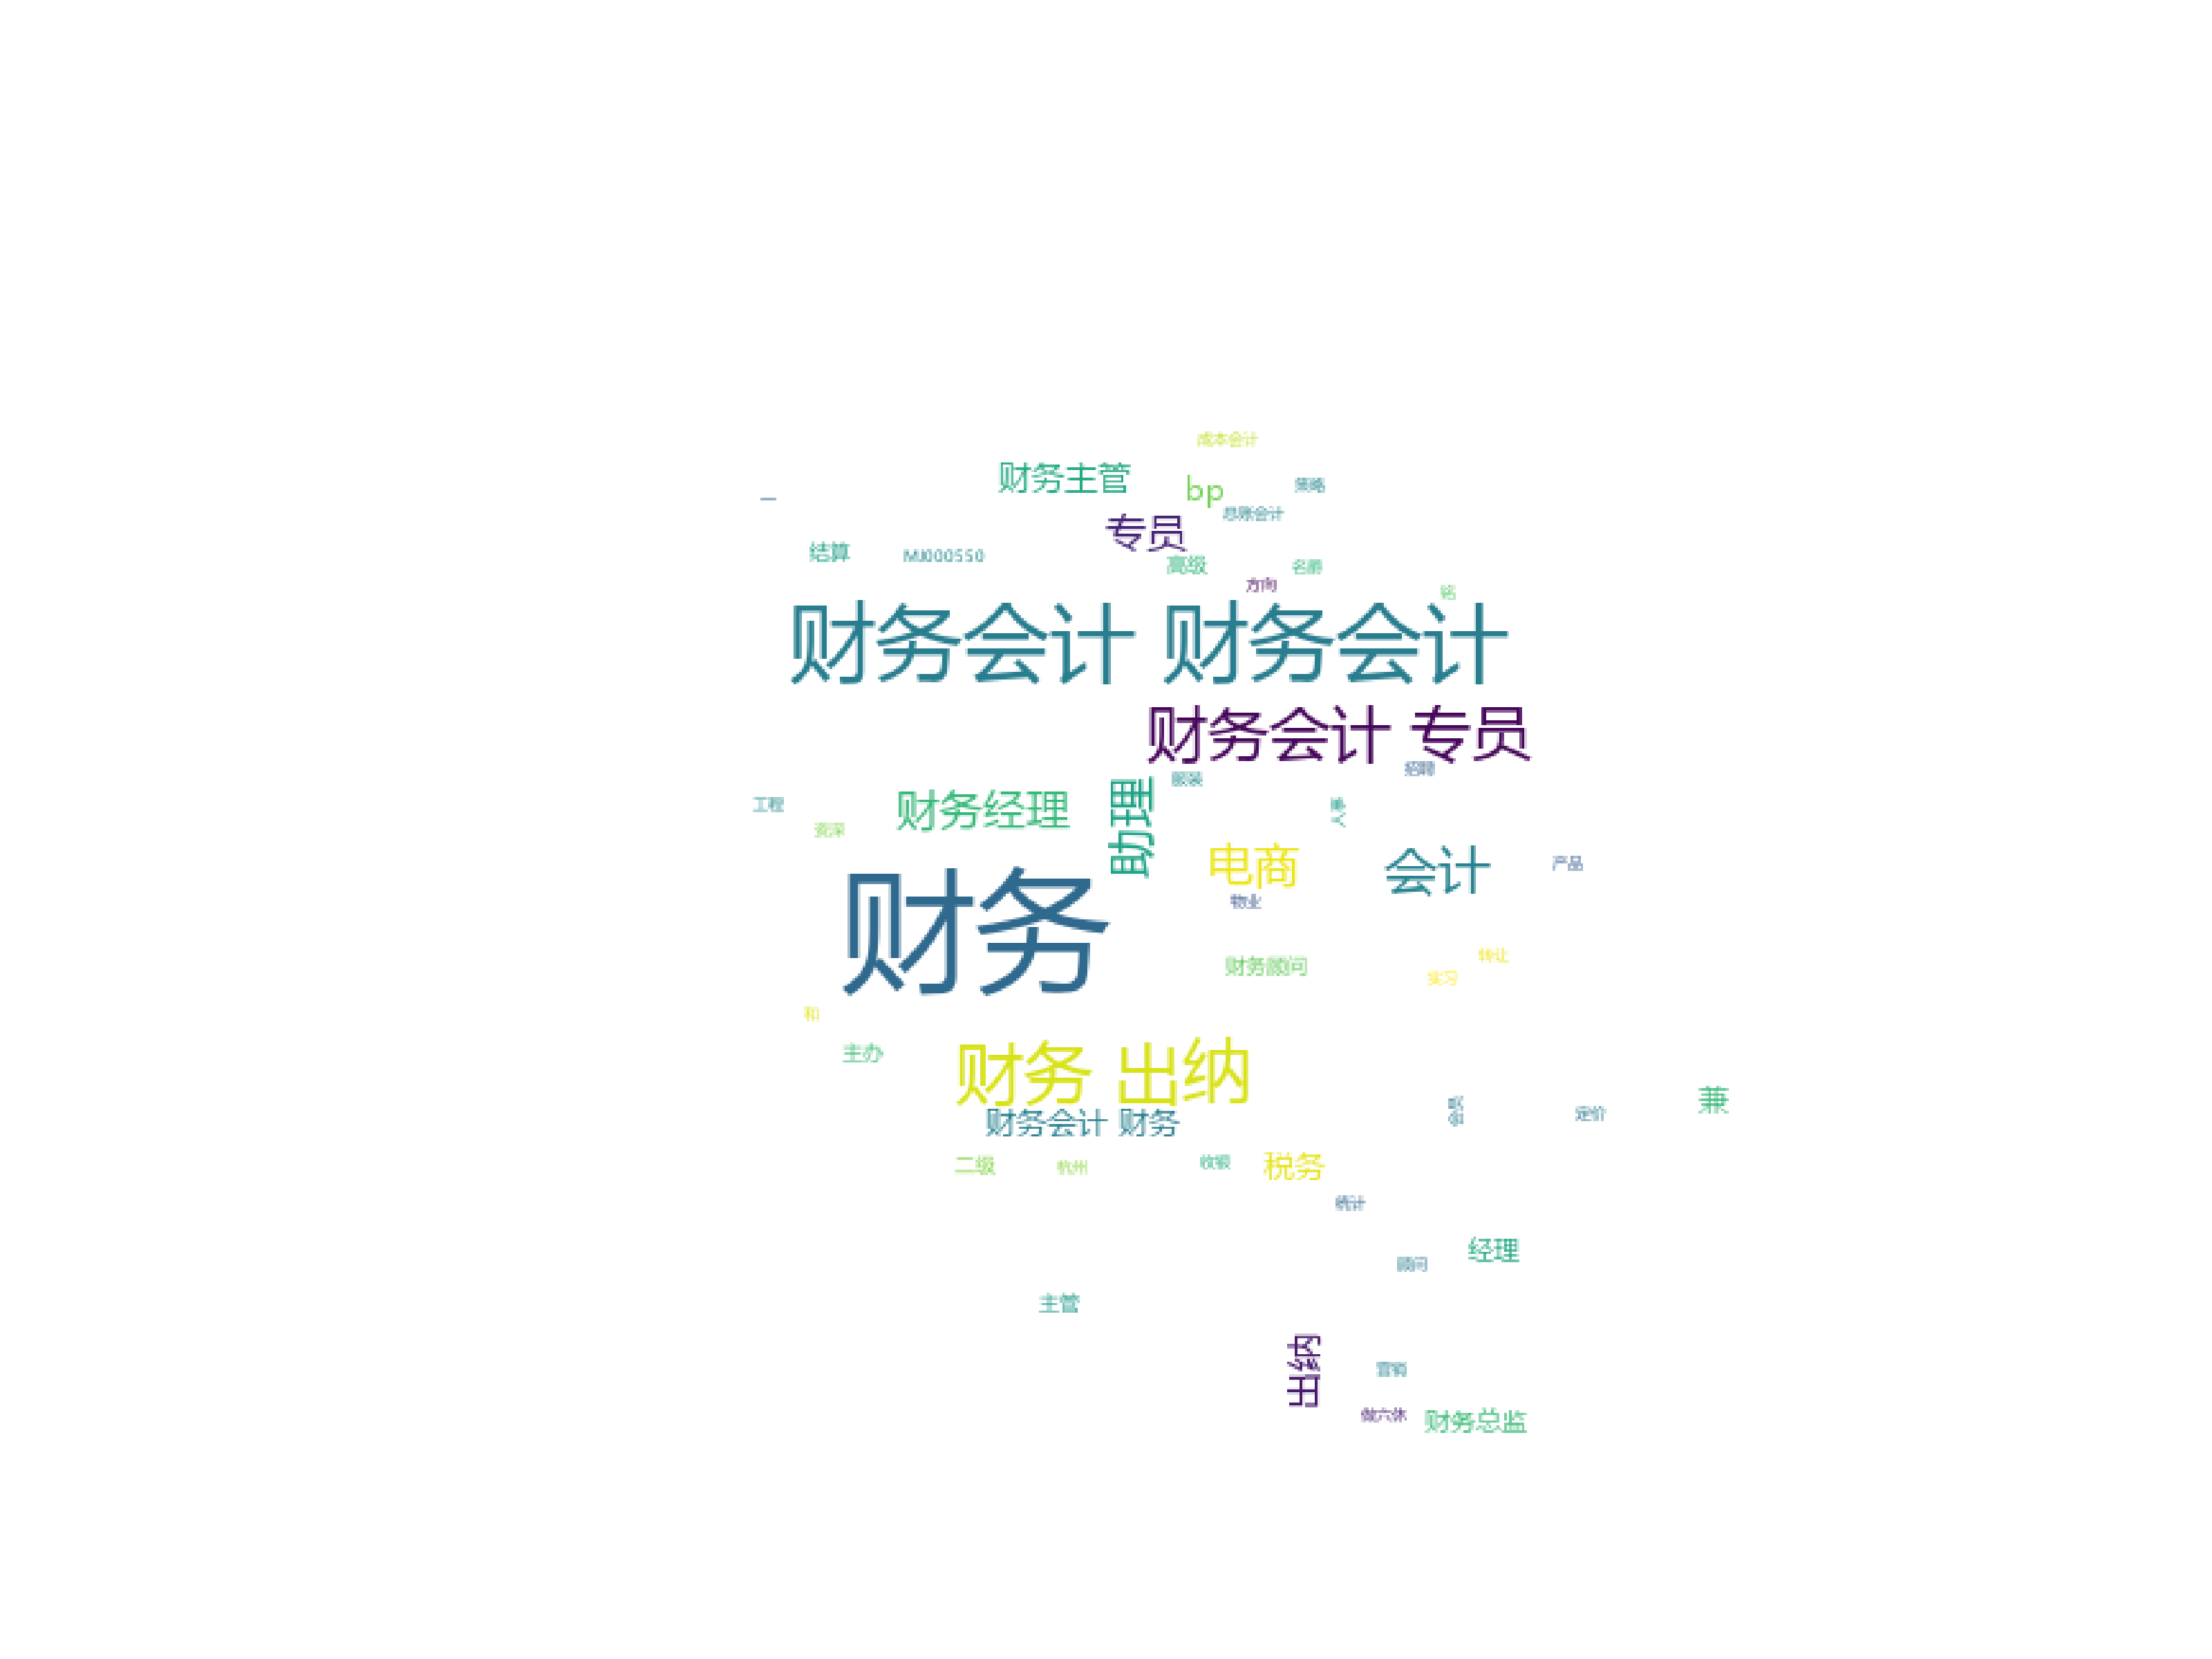 成本会计
财务主管
bp
策略
一
总账会计
专员
结算
MJ000550
高级
名爵
方向
铭
财务会计 财务会计
财务会计 专员
招聘
服装
工程
财务经理
助理
资深
电商
会计
产品
物业
财务
转让
财务顾问
实习
和
主办
财务 出纳
兼
定价
财务会计 财务
二级
杭州
收银
税务
统计
经理
顾问
主管
出纳
营销
做六休
财务总监